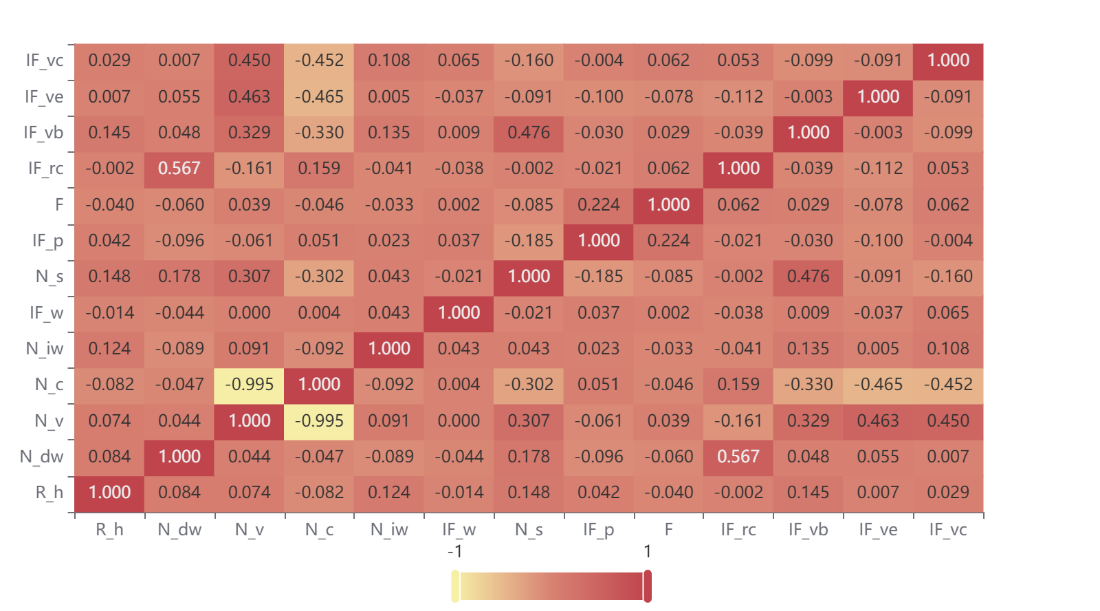 IF_vc 0.029 0.007 0.450 -0.452 0.108 0.065 -0.160 -0.004 0.062 0.053 -0.099 -0.091 1.000
IF_ve 0.007 0.055 0.463 -0.465 0.005 -0.037 -0.091 -0.100 -0.078 -0.112 -0.003 1.000 -0.091
IF_vb 0.145 0.048 0.329 -0.330 0.135 0.009 0.476 -0.030 0.029 -0.039 1.000 -0.003 -0.099
IF_rc -0.002 0.567 -0.161 0.159 -0.041 -0.038 -0.002 -0.021 0.062 1.000 -0.039 -0.112 0.053
F -0.040 -0.060 0.039 -0.046 -0.033 0.002 -0.085 0.224 1.000 0.062 0.029 -0.078 0.062
IF_p 0.042 -0.096 -0.061 0.051 0.023 0.037 -0.185 1.000 0.224 -0.021 -0.030 -0.100 -0.004
N_s 0.148 0.178 0.307 -0.302 0.043 -0.021 1.000 -0.185 -0.085 -0.002 0.476 -0.091 -0.160
IF_w -0.014 -0.044 0.000 0.004 0.043 1.000 -0.021 0.037 0.002 -0.038 0.009 -0.037 0.065
N_iw 0.124 -0.089 0.091 -0.092 1.000 0.043 0.043 0.023 -0.033 -0.041 0.135 0.005 0.108
N_c -0.082 -0.047 -0.995 1.000 -0.092 0.004 -0.302 0.051 -0.046 0.159 -0.330 -0.465 -0.452
N_v 0.074 0.044 1.000 -0.995 0.091 0.000 0.307 -0.061 0.039 -0.161 0.329 0.463 0.450
N_dw 0.084 1.000 0.044 -0.047 -0.089 -0.044 0.178 -0.096 -0.060 0.567 0.048 0.055 0.007
R_h 1.000 0.084 0.074 -0.082 0.124 -0.014 0.148 0.042 -0.040 -0.002 0.145 0.007 0.029
R_h N_dw N_v N_c N_iw IF_w N_s IF_p F IF_rc IF_vb IF_ve IF_vc
-1 1